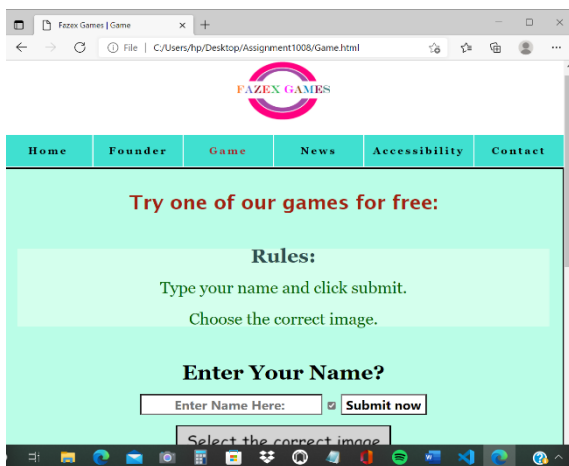 Fazex Games | Game
File | C:/Users/hp/Desktop/Assignment1008/Game.html
FAZEX GAMES
Home Founder Game News Accessibility Contact
Try one of our games for free:
Rules:
Type your name and click submit.
Choose the correct image.
Enter Your Name?
Enter Name Here: Submit now
Select the correct image